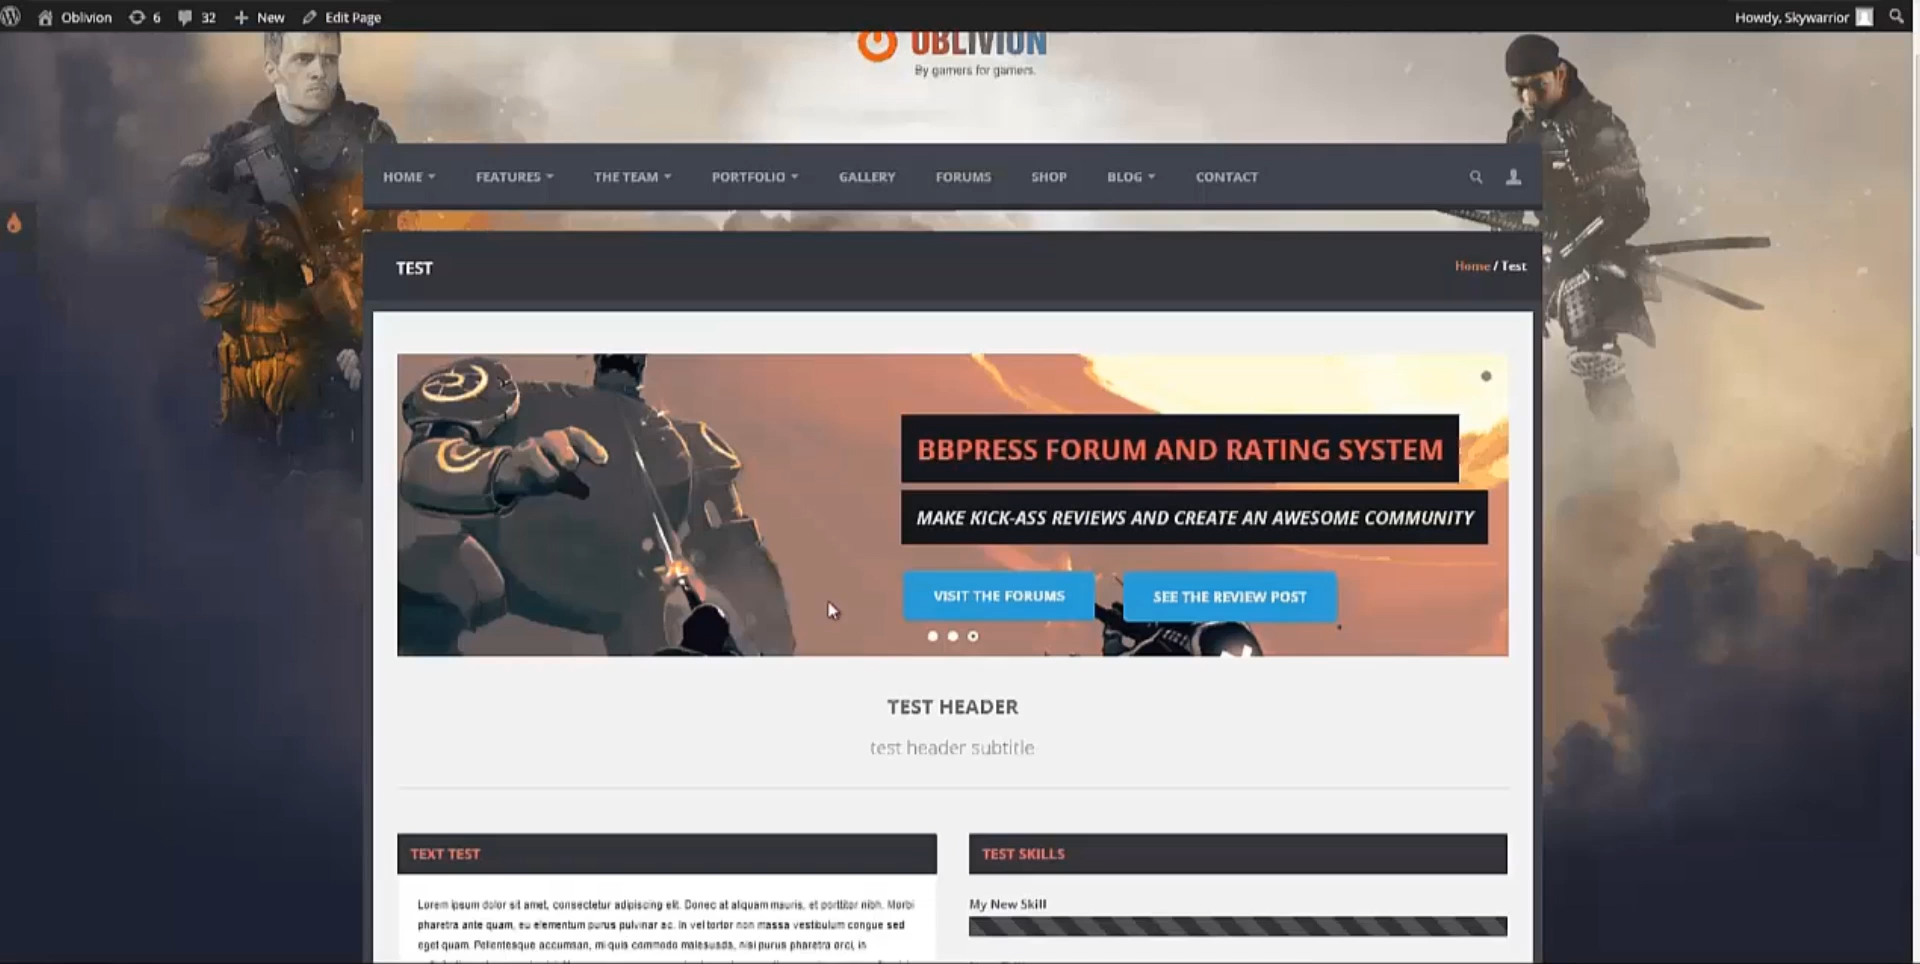 Oblivion 6 32 New Edit Page Howdy, Skywarrior
OBLIVION
By gamers for gamers.
HOME FEATURES THE TEAM PORTFOLIO GALLERY FORUMS SHOP BLOG CONTACT
TEST Home / Test
BBPRESS FORUM AND RATING SYSTEM
MAKE KICK-ASS REVIEWS AND CREATE AN AWESOME COMMUNITY
VISIT THE FORUMS SEE THE REVIEW POST
TEST HEADER
test header subtitle
TEXT TEST
Lorem ipsum dolor sit amet, consectetur adipiscing elit. Donec at aliquam mauris, et porttitor nibh. Morbi
pharetra ante quam, eu elementum purus pulvinar ac. In vel tortor non massa vestibulum congue sed
eget quam. Pellentesque accumsan, mi quis commodo malesuada, nisi purus pharetra orci, in
TEST SKILLS
My New Skill